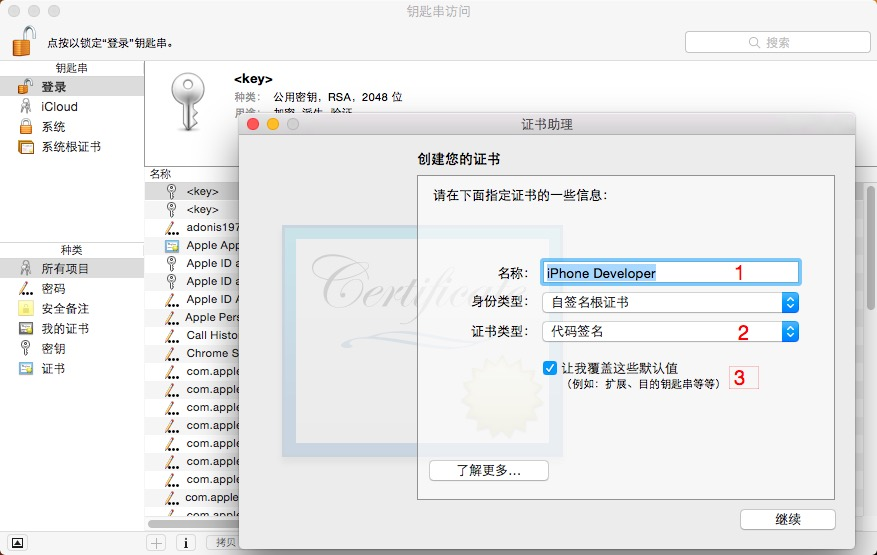 钥匙串访问
点按以锁定“登录”钥匙串。
搜索
钥匙串
登录
iCloud
系统
系统根证书
<key>
种类： 公用密钥，RSA，2048 位
用途： 加密，派生，验证
证书助理
创建您的证书
请在下面指定证书的一些信息：
Certificate
名称： iPhone Developer 1
身份类型： 自签名根证书
证书类型： 代码签名 2
让我覆盖这些默认值
（例如：扩展、目的钥匙串等等） 3
了解更多...
继续
名称
<key>
<key>
adonis197
Apple App
Apple ID a
Apple ID a
Apple ID A
Apple Pers
Call Histo
Chrome S
com.appl
com.apple
com.apple
com.apple
com.apple
com.apple
com.apple
com.apple
com.apple
种类
所有项目
密码
安全备注
我的证书
密钥
证书
拷贝